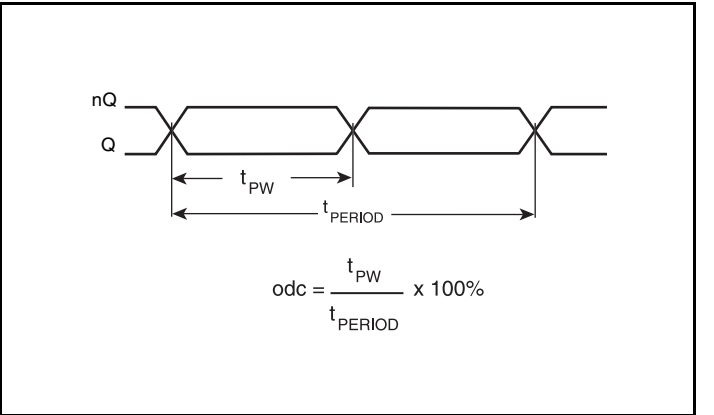 nQ
Q
tPW
tPERIOD
odc = tPW / tPERIOD x 100%